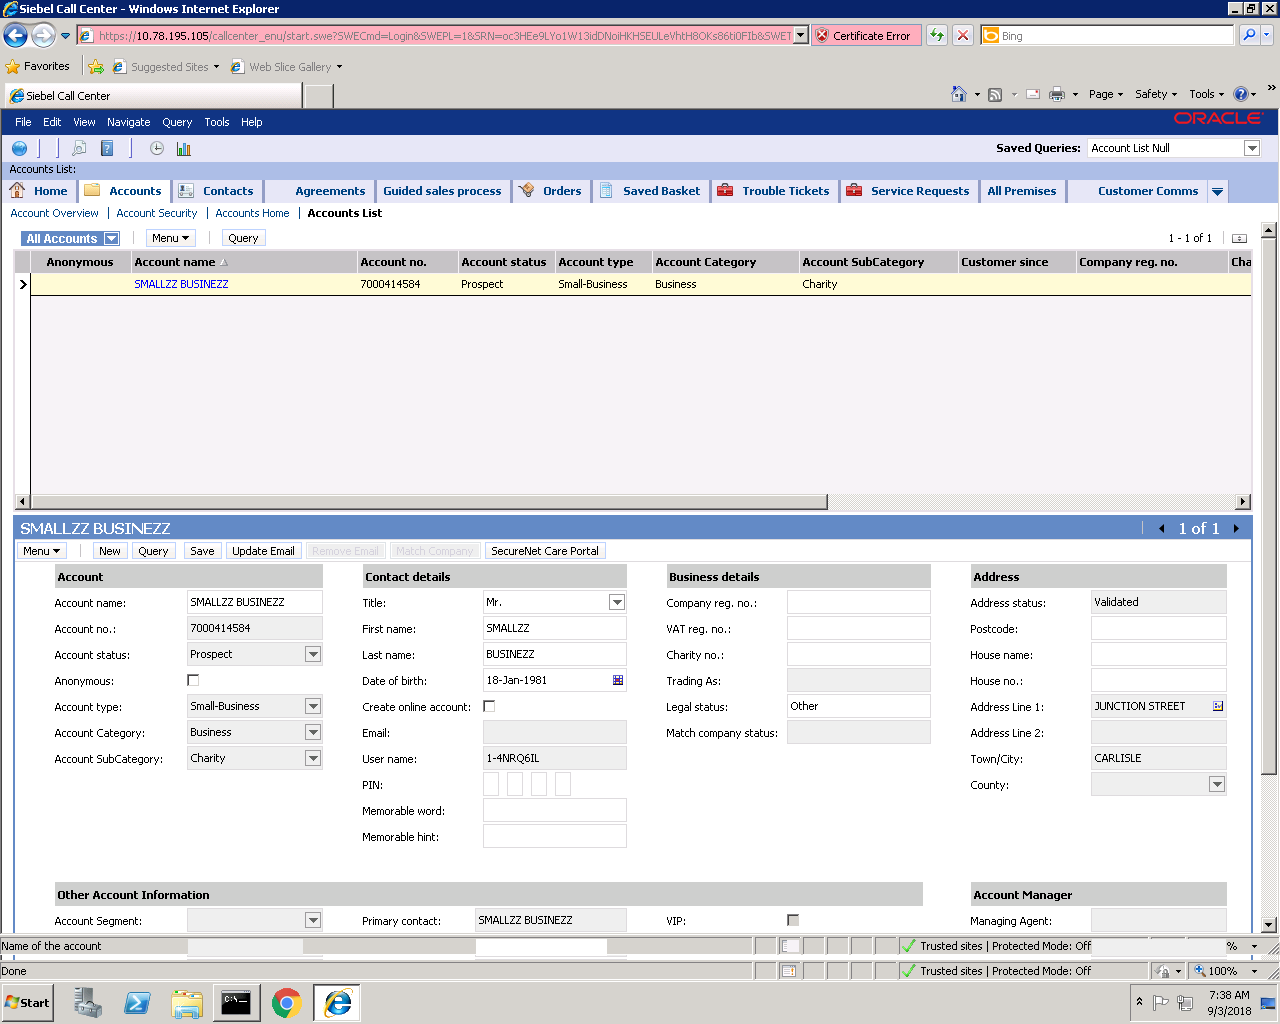 Siebel Call Center - Windows Internet Explorer
https://10.78.195.105/callcenter_enu/start.swe?SWECmd=Login&SWEPL=1&SRN=oc3HEe9LYo1W13idDNoiHKHSEULeVhtH8OKs86ti0FIb&SWET
Certificate Error
Bing
Favorites
Suggested Sites
Web Slice Gallery
Siebel Call Center
Page
Safety
Tools
File Edit View Navigate Query Tools Help
ORACLE
Saved Queries: Account List Null
Accounts List:
Home Accounts Contacts Agreements Guided sales process Orders Saved Basket Trouble Tickets Service Requests All Premises Customer Comms
Account Overview | Account Security | Accounts Home | Accounts List
All Accounts Menu Query 1 - 1 of 1
Anonymous Account name Account no. Account status Account type Account Category Account SubCategory Customer since Company reg. no. Cha
SMALLZZ BUSINEZZ 7000414584 Prospect Small-Business Business Charity
SMALLZZ BUSINEZZ 1 of 1
Menu New Query Save Update Email Remove Email Match Company SecureNet Care Portal
Account Contact details Business details Address
Account name: SMALLZZ BUSINEZZ Title: Mr. Company reg. no.: Address status: Validated
Account no.: 7000414584 First name: SMALLZZ VAT reg. no.: Postcode:
Account status: Prospect Last name: BUSINEZZ Charity no.: House name:
Anonymous: Date of birth: 18-Jan-1981 Trading As: House no.:
Account type: Small-Business Create online account: Legal status: Other Address Line 1: JUNCTION STREET
Account Category: Business Email: Match company status: Address Line 2:
Account SubCategory: Charity User name: 1-4NRQ6IL Town/City: CARLISLE
PIN: County:
Memorable word:
Memorable hint:
Other Account Information Account Manager
Account Segment: Primary contact: SMALLZZ BUSINEZZ VIP: Managing Agent:
Name of the account Trusted sites | Protected Mode: Off %
Done Trusted sites | Protected Mode: Off 100%
Start
7:38 AM
9/3/2018